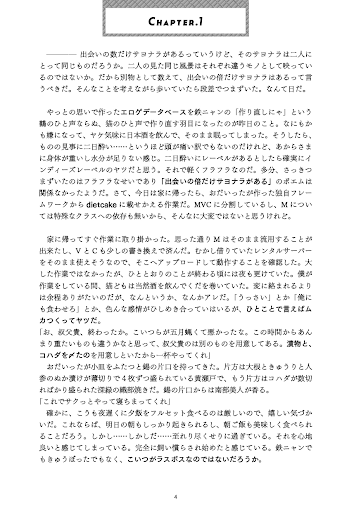 CHAPTER.1
――― 出会いの数だけサヨナラがあるっていうけど、そのサヨナラは二人に
とって同じものだろうか。二人の見た同じ風景はそれぞれ違うモノとして映ってい
るのではないか。だから別物として数えて、出会いの倍だけサヨナラはあるって言
うべきだ。そんなことを考えながら歩いていたら段差でつまずいた。なんて日だ。
やっとの思いで作ったエログデータベースを鉄ニャンの「作り直しにゃ」という
鶴のひと声ならぬ、猫のひと声で作り直す羽目になったのが昨日のこと。なにもか
も嫌になって、ヤケ気味に日本酒を飲んで、そのまま眠ってしまった。そうしたら、
ものの見事に二日酔い……というほど頭が痛い訳でもないのだけれど、あからさま
に身体が重いし水分が足りない感じ。二日酔いにレーベルがあるとしたら確実にイ
ンディーズレーベルのヤツだと思う。それで軽くフラフラなのだ。多分、さっきつ
まずいたのはフラフラなせいであり「出会いの倍だけサヨナラがある」のポエムは
関係なかったようだ。さて、今日は家に帰ったら、おだいったが作った独自フレー
ムワークから dietcake に載せかえる作業だ。MVC に分割しているし、M につい
ては特殊なクラスへの依存も無いから、そんなに大変ではないと思うけれど。
家に帰ってすぐ作業に取り掛かった。思った通り M はそのまま流用することが
出来たし、V と C も少しの書き換えで済んだ。むかし借りていたレンタルサーバー
をそのまま使えそうなので、そこへアップロードして動作することを確認した。大
した作業ではなかったが、ひととおりのことが終わる頃には夜も更けていた。僕が
作業をしている間、猫どもは当然酒を飲んでくだを巻いていた。家に絡まれるより
は余程ありがたいのだが、なんというか、なんかアレだ。「うっさい」とか「俺に
も食わせろ」とか、色んな感情がひしめき合ってはいるが、ひとことで言えばム
カつくってヤツだ。
「お、叔父貴、終わったか。こいつらが五月蝿くて悪かったな。この時間からあん
まり重たいものも違うかなと思って、叔父貴のは別のものを用意してある。漬物と、
コハダを〆たのを用意しといたから一杯やってくれ」
おだいったが小皿をふたつと錫の片口を持ってきた。片方は大根ときゅうりと人
参のぬか漬けが薄切りで 4 枚ずつ盛られている黄瀬戸で、もう片方はコハダが数切
ればかり盛られた深緑の織部焼きだ。錫の片口からは南部美人が香る。
「これでサクっとやって寝ちまってくれ」
確かに、こうも夜遅くに夕飯をフルセット食べるのは厳しいので、嬉しい気づか
いだ。これならば、明日の朝もしっかり起きられるし、朝ご飯も美味しく食べられ
ることだろう。しかし……しかしだ……至れり尽くせりに過ぎている。それを心地
良いと感じてしまっている。完全に飼い慣らされ始めたと感じている。鉄ニャンで
もきゅうぽったでもなく、こいつがラスボスなのではないだろうか。
4